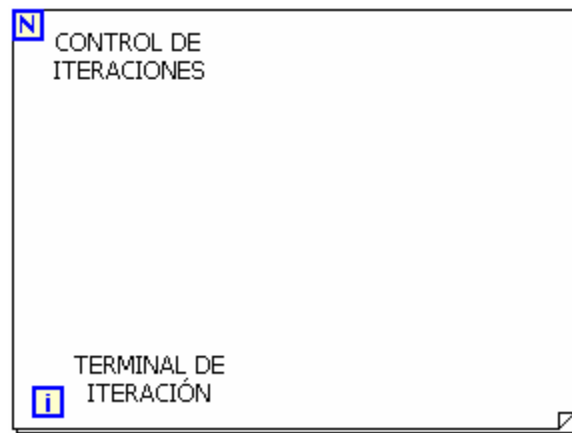 N
CONTROL DE
ITERACIONES
TERMINAL DE
ITERACIÓN
i